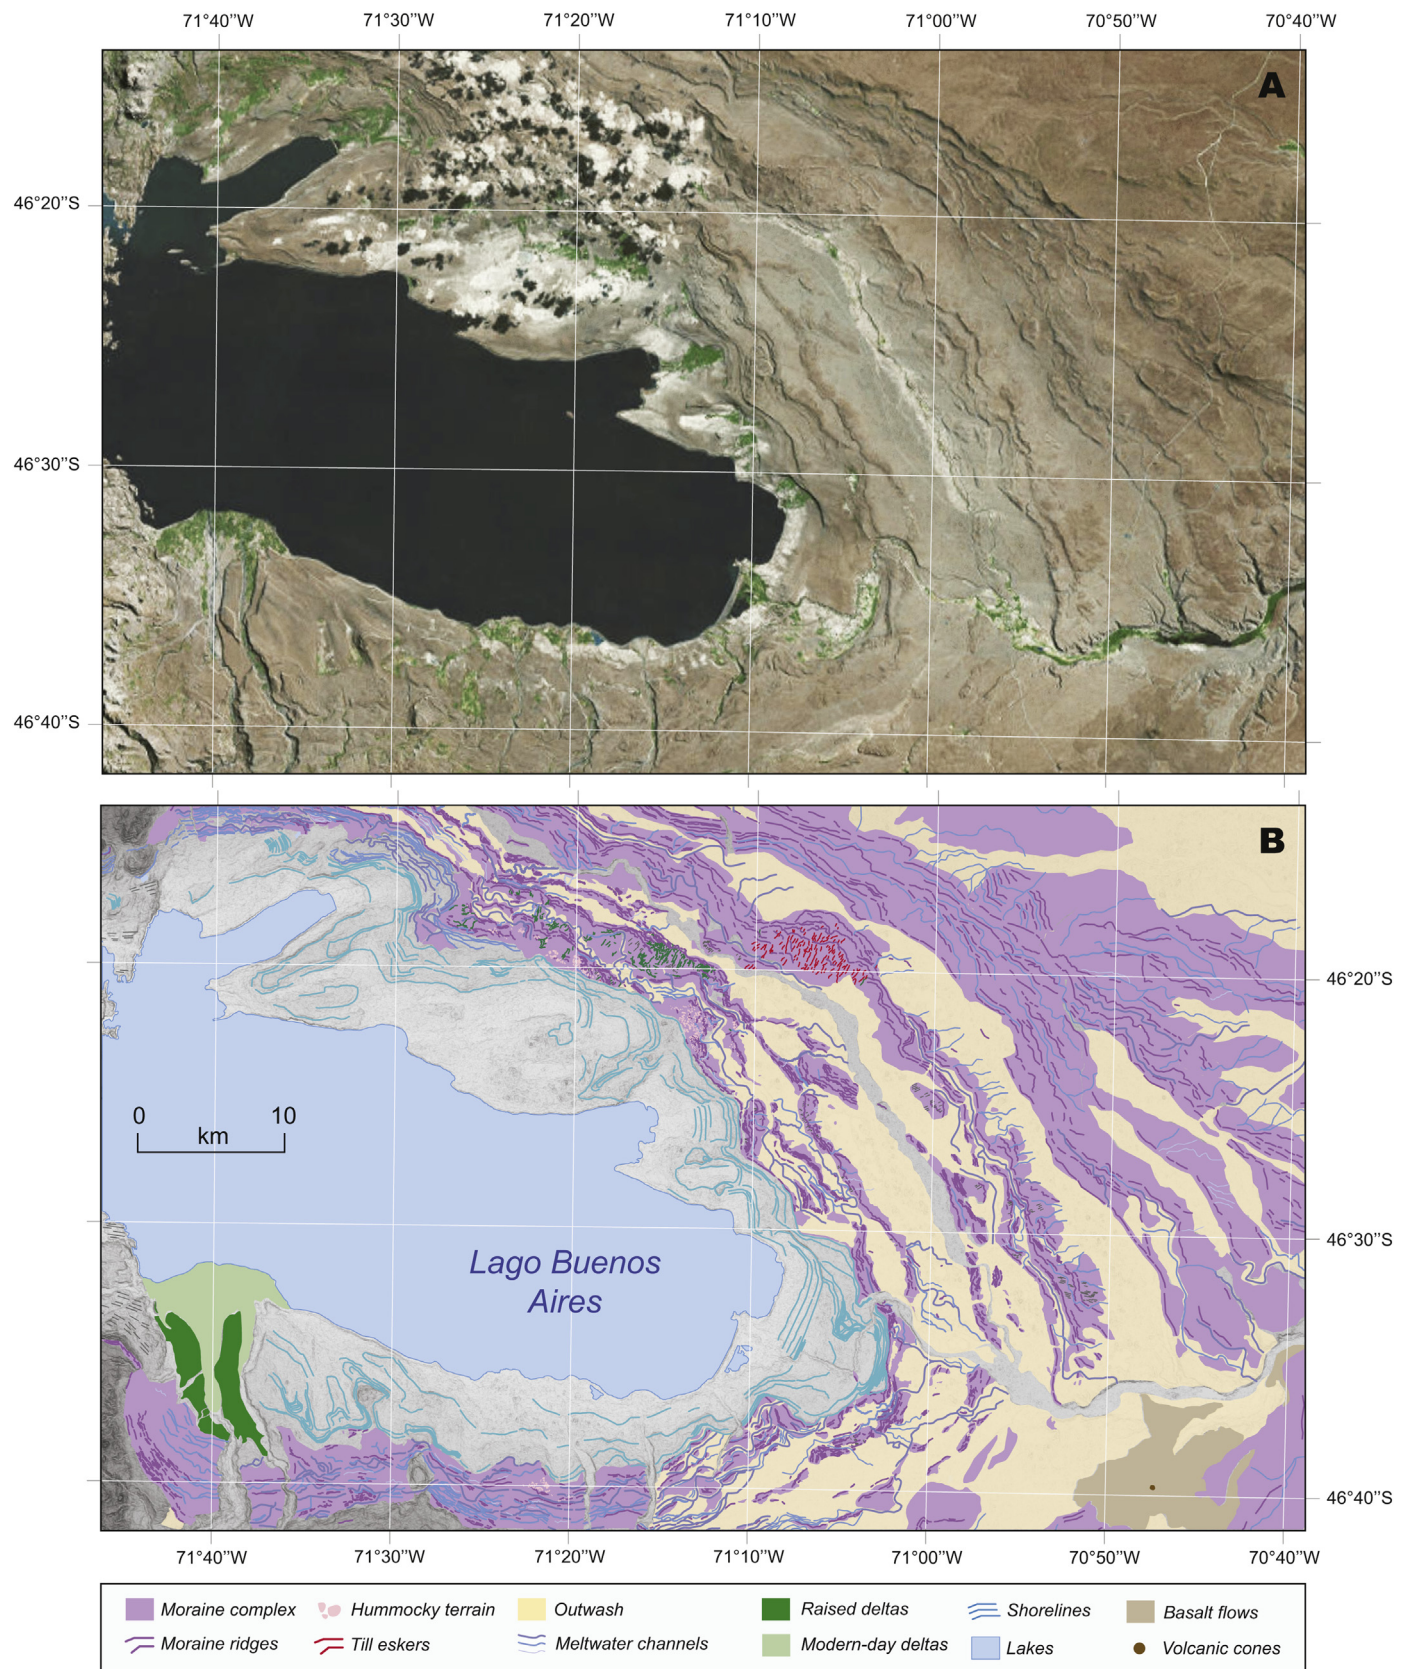 71°40’’W 71°30’’W 71°20’’W 71°10’’W 71°00’’W 70°50’’W 70°40’’W
A
46°20’’S
46°30’’S
46°40’’S
B
46°20’’S
0 10
km
46°30’’S
Lago Buenos
Aires
46°40’’S
71°40’’W 71°30’’W 71°20’’W 71°10’’W 71°00’’W 70°50’’W 70°40’’W
Moraine complex Hummocky terrain Outwash Raised deltas Shorelines Basalt flows
Moraine ridges Till eskers Meltwater channels Modern-day deltas Lakes Volcanic cones